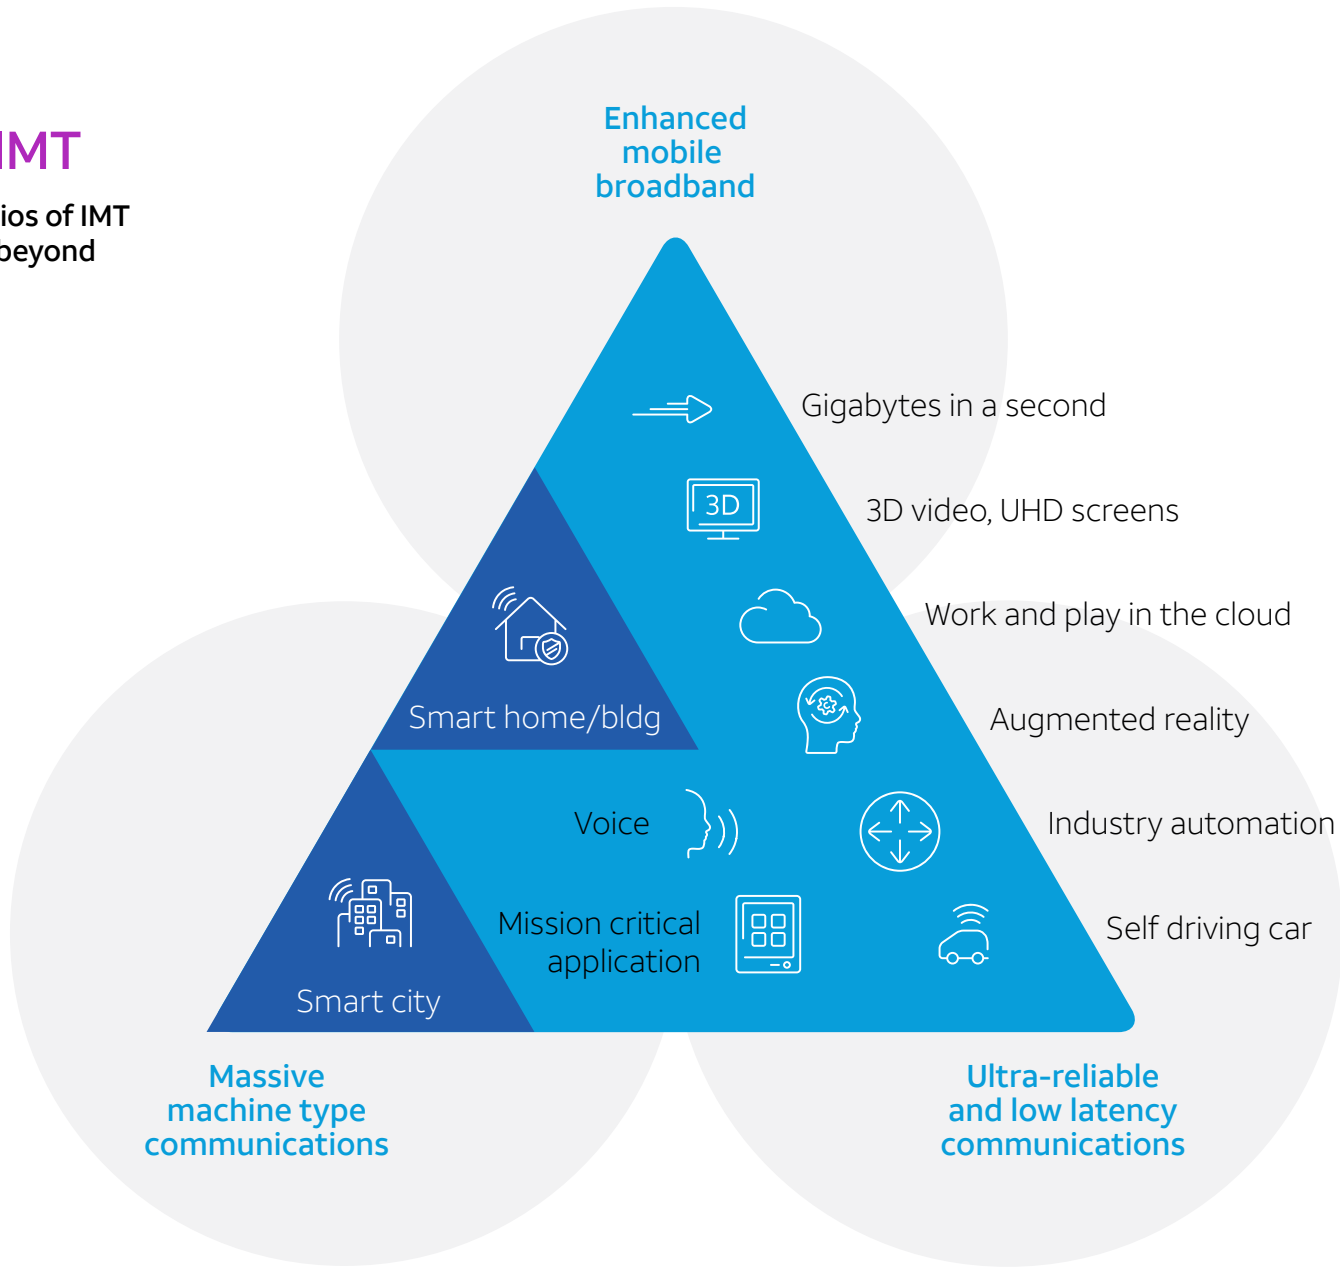 IMT
ios of IMT
beyond
Enhanced
mobile
broadband
Gigabytes in a second
3D
3D video, UHD screens
Work and play in the cloud
Smart home/bldg
Augmented reality
Voice
Industry automation
Mission critical
application
Self driving car
Smart city
Massive
machine type
communications
Ultra-reliable
and low latency
communications